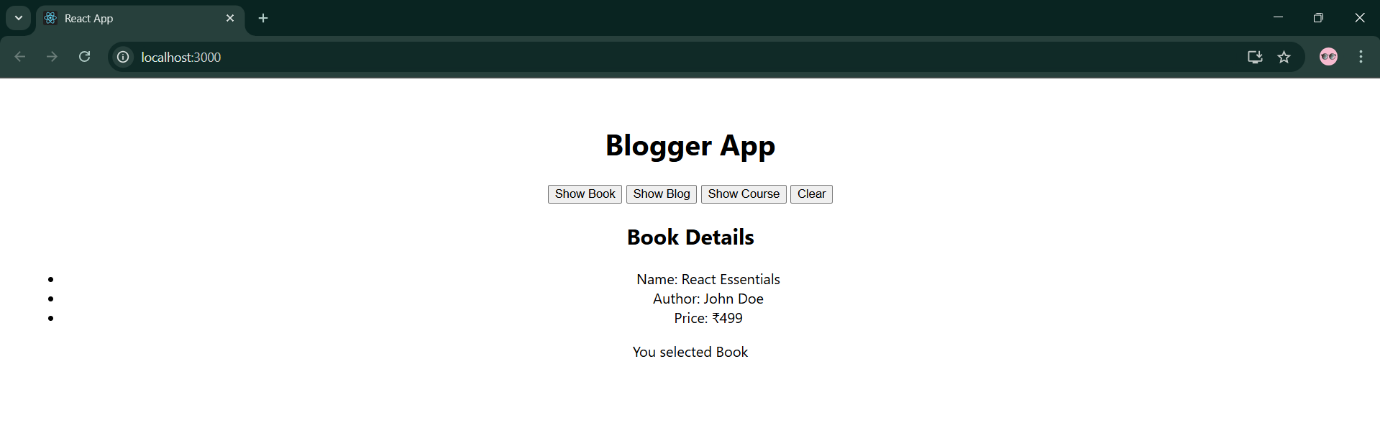 React App
localhost:3000
Blogger App
Show Book Show Blog Show Course Clear
Book Details
Name: React Essentials
Author: John Doe
Price: ₹499
You selected Book